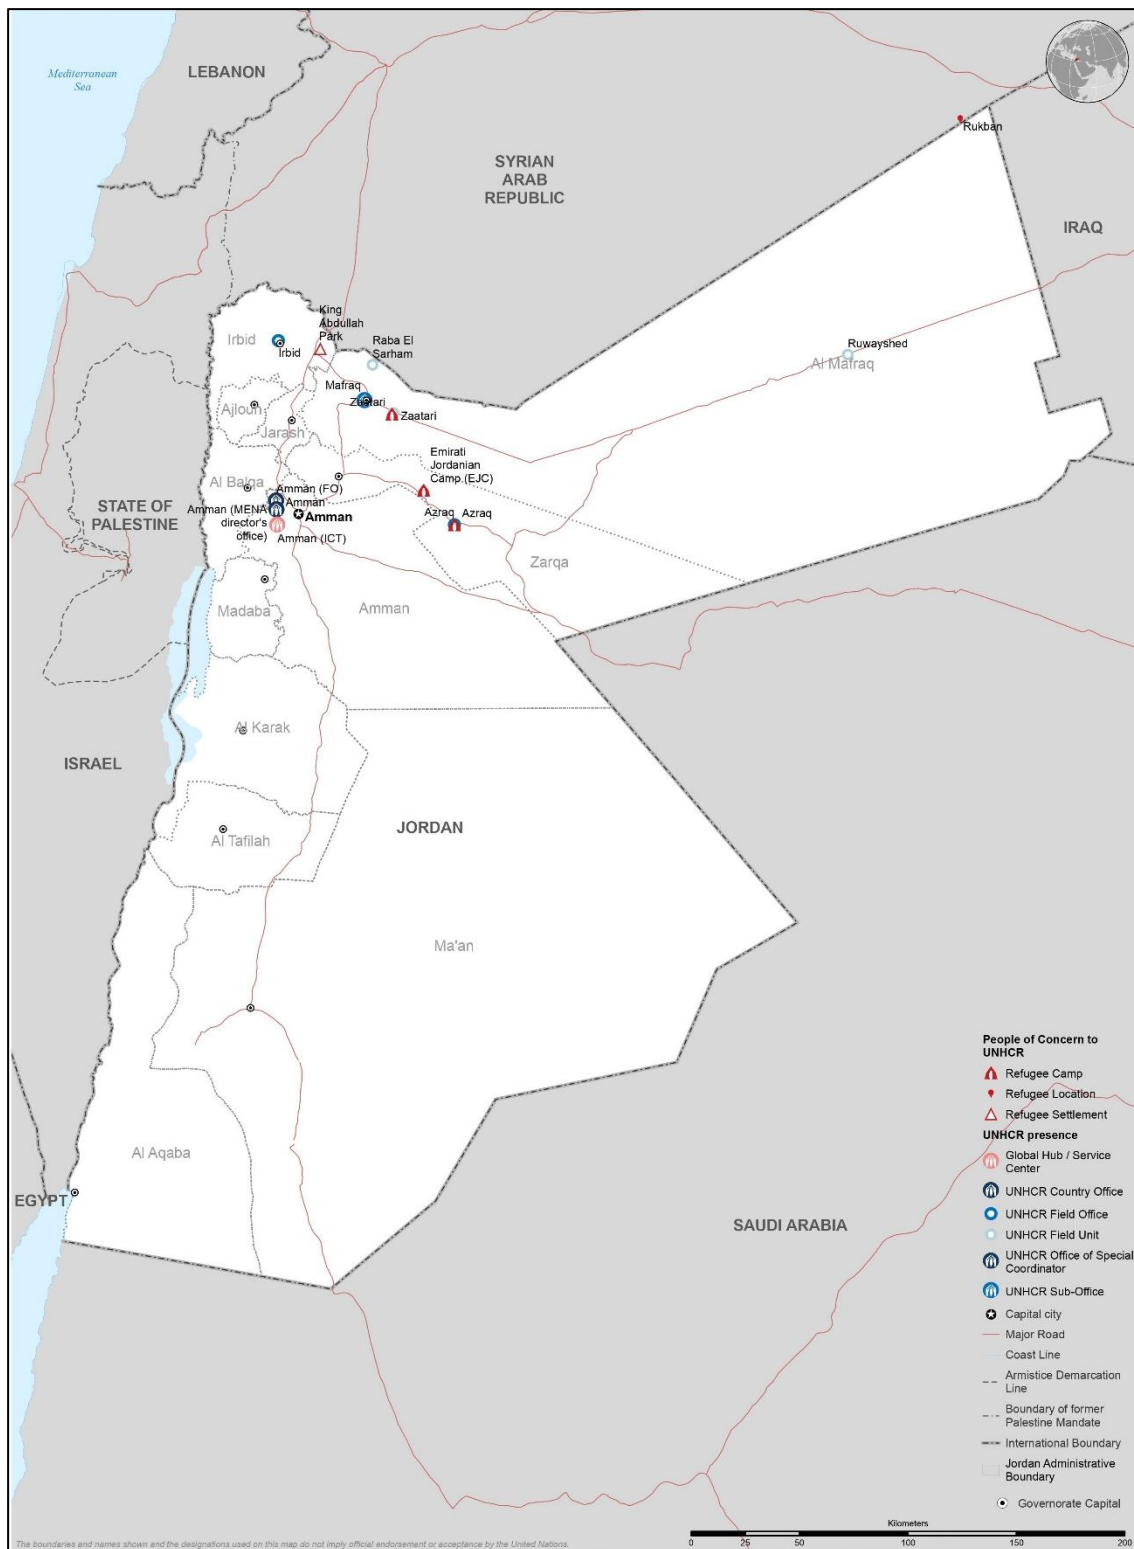 Mediterranean
Sea
LEBANON
SYRIAN
ARAB
REPUBLIC
Rukban
IRAQ
King
Abdullah
Park
Irbid
Irbid
Raba El
Sarham
Ruwayshed
Al Mafraq
Mafraq
Zaatari
Zaatari
Ajloun
Jarash
Emirati
Jordanian
Camp (EJC)
Al Balqa
Amman (FO)
Amman
STATE OF
PALESTINE
Amman (MENA
director's
office)
Amman
Amman (ICT)
Azraq
Azraq
Zarqa
Madaba
Amman
Al Karak
ISRAEL
Al Tafilah
JORDAN
Ma'an
Al Aqaba
EGYPT
SAUDI ARABIA
People of Concern to
UNHCR
Refugee Camp
Refugee Location
Refugee Settlement
UNHCR presence
Global Hub / Service
Center
UNHCR Country Office
UNHCR Field Office
UNHCR Field Unit
UNHCR Office of Special
Coordinator
UNHCR Sub-Office
Capital city
Major Road
Coast Line
Armistice Demarcation
Line
Boundary of former
Palestine Mandate
International Boundary
Jordan Administrative
Boundary
Governorate Capital
Kilometers
0 25 50 100 150 200
The boundaries and names shown and the designations used on this map do not imply official endorsement or acceptance by the United Nations.